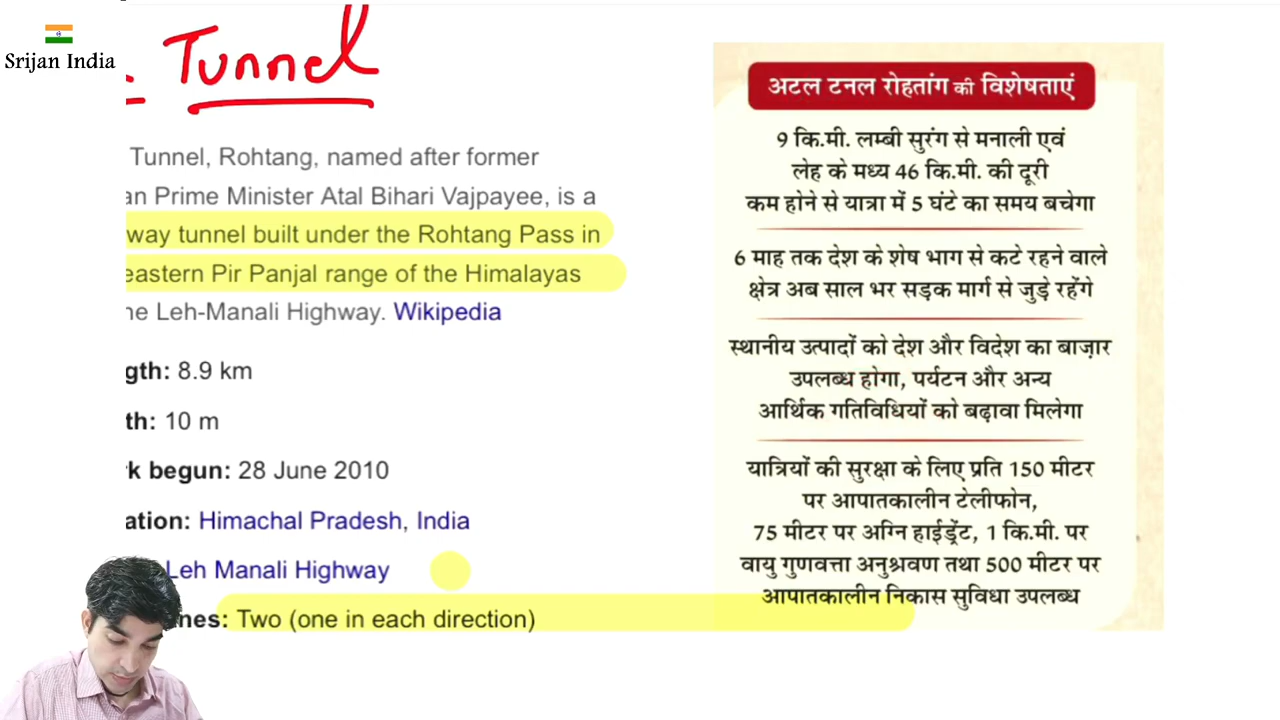 Srijan India
Tunnel
Tunnel, Rohtang, named after former
an Prime Minister Atal Bihari Vajpayee, is a
way tunnel built under the Rohtang Pass in
eastern Pir Panjal range of the Himalayas
he Leh-Manali Highway. Wikipedia
gth: 8.9 km
th: 10 m
rk begun: 28 June 2010
ation: Himachal Pradesh, India
Leh Manali Highway
nes: Two (one in each direction)
अटल टनल रोहतांग की विशेषताएं
9 कि.मी. लम्बी सुरंग से मनाली एवं
लेह के मध्य 46 कि.मी. की दूरी
कम होने से यात्रा में 5 घंटे का समय बचेगा
6 माह तक देश के शेष भाग से कटे रहने वाले
क्षेत्र अब साल भर सड़क मार्ग से जुड़े रहेंगे
स्थानीय उत्पादों को देश और विदेश का बाज़ार
उपलब्ध होगा, पर्यटन और अन्य
आर्थिक गतिविधियों को बढ़ावा मिलेगा
यात्रियों की सुरक्षा के लिए प्रति 150 मीटर
पर आपातकालीन टेलीफोन,
75 मीटर पर अग्नि हाईड्रेंट, 1 कि.मी. पर
वायु गुणवत्ता अनुश्रवण तथा 500 मीटर पर
आपातकालीन निकास सुविधा उपलब्ध